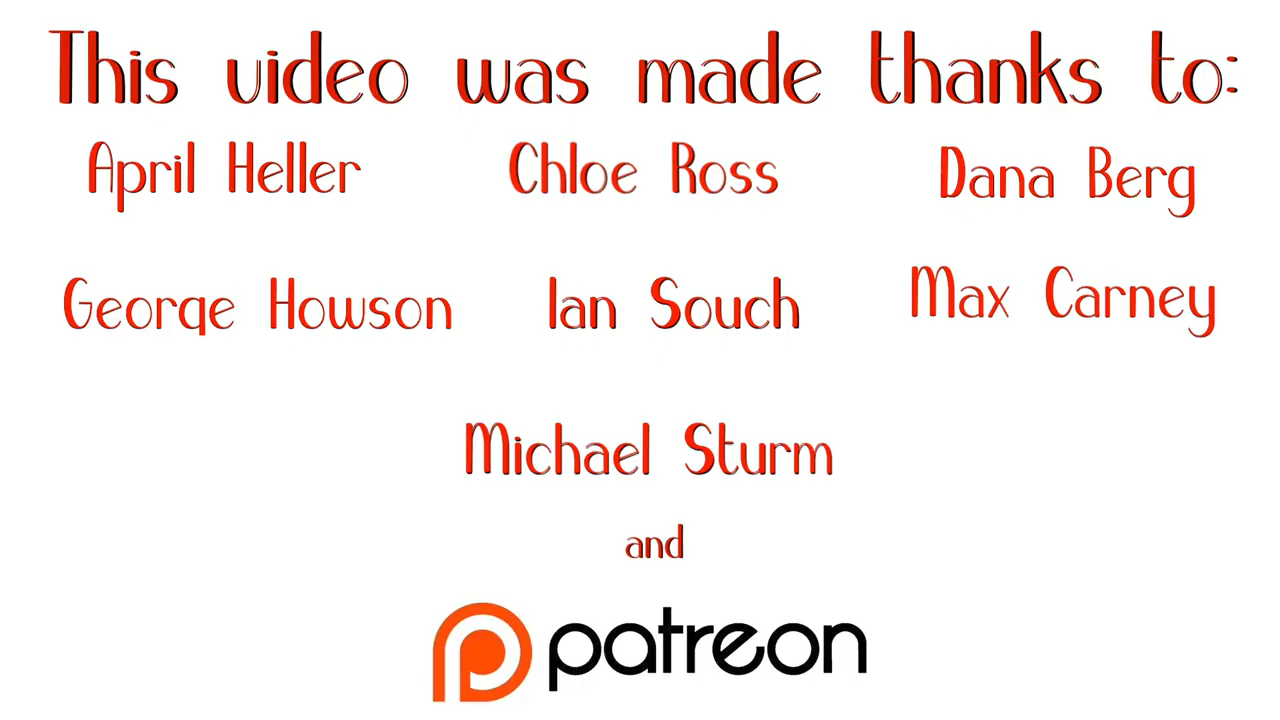 This video was made thanks to:
April Heller Chloe Ross Dana Berg
George Howson Ian Souch Max Carney
Michael Sturm
and
patreon